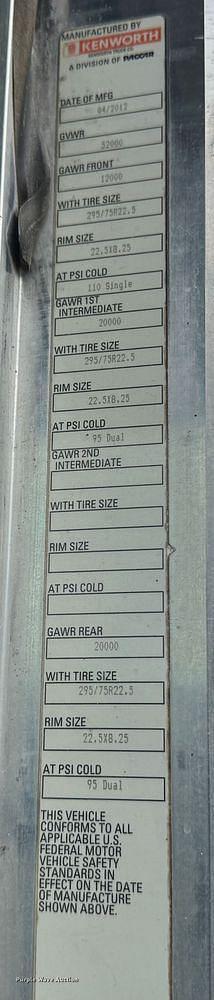 MANUFACTURED BY
KENWORTH
KENWORTH TRUCK CO.
A DIVISION OF PACCAR
DATE OF MFG
04/2012
GVWR
52000
GAWR FRONT
12000
WITH TIRE SIZE
295/75R22.5
RIM SIZE
22.5X8.25
AT PSI COLD
110 Single
GAWR 1ST
INTERMEDIATE
20000
WITH TIRE SIZE
295/75R22.5
RIM SIZE
22.5X8.25
AT PSI COLD
95 Dual
GAWR 2ND
INTERMEDIATE
WITH TIRE SIZE
RIM SIZE
AT PSI COLD
GAWR REAR
20000
WITH TIRE SIZE
295/75R22.5
RIM SIZE
22.5X8.25
AT PSI COLD
95 Dual
THIS VEHICLE
CONFORMS TO ALL
APPLICABLE U.S.
FEDERAL MOTOR
VEHICLE SAFETY
STANDARDS IN
EFFECT ON THE DATE
OF MANUFACTURE
SHOWN ABOVE.
Purple Wave Auction